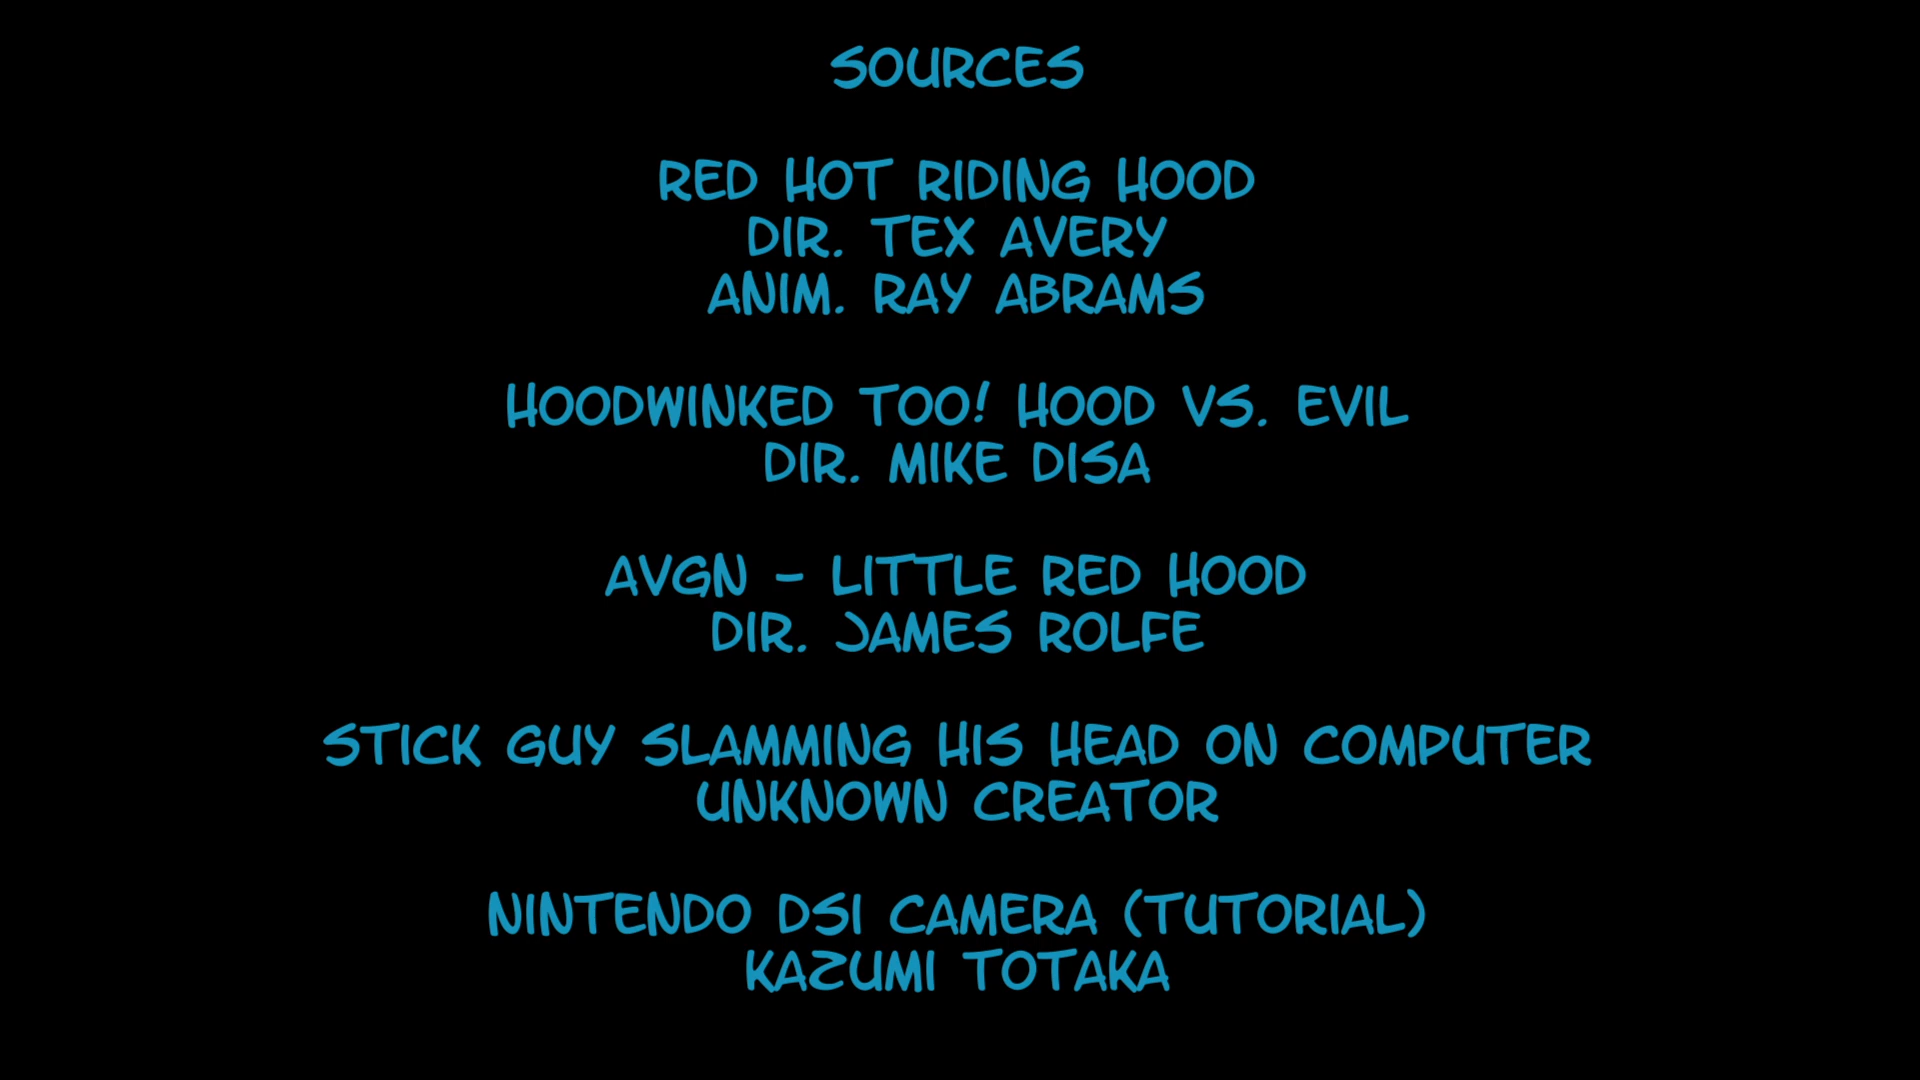 SOURCES
RED HOT RIDING HOOD
DIR. TEX AVERY
ANIM. RAY ABRAMS
HOODWINKED TOO! HOOD VS. EVIL
DIR. MIKE DISA
AVGN - LITTLE RED HOOD
DIR. JAMES ROLFE
STICK GUY SLAMMING HIS HEAD ON COMPUTER
UNKNOWN CREATOR
NINTENDO DSI CAMERA (TUTORIAL)
KAZUMI TOTAKA